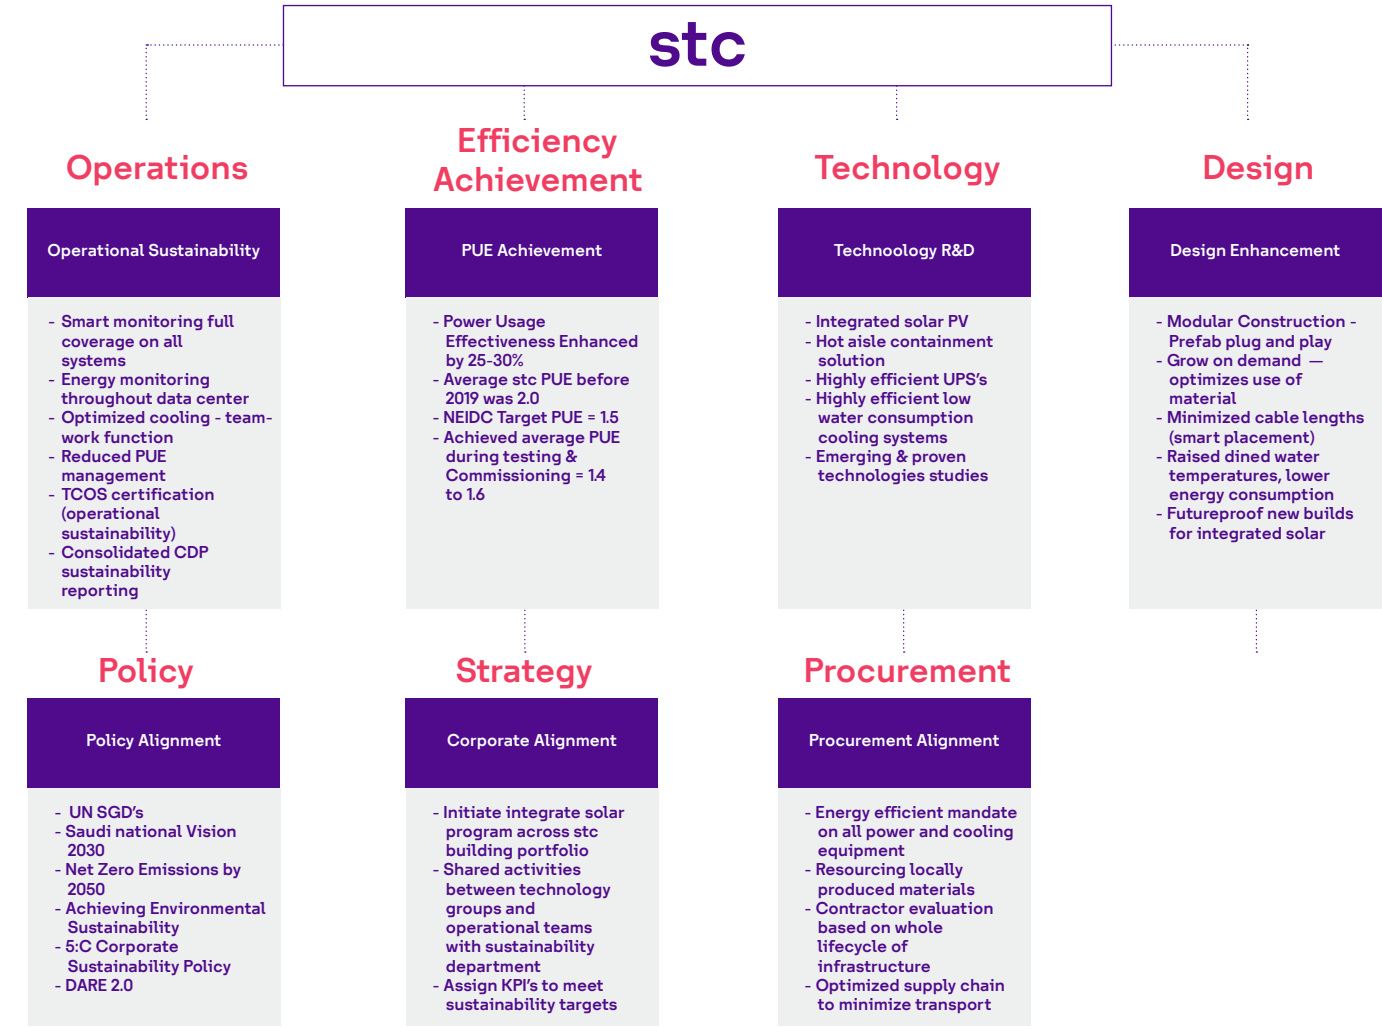 stc
Operations
Operational Sustainability
- Smart monitoring full
coverage on all
systems
- Energy monitoring
throughout data center
- Optimized cooling - team-
work function
- Reduced PUE
management
- TCOS certification
(operational
sustainability)
- Consolidated CDP
sustainability
reporting
Efficiency
Achievement
PUE Achievement
- Power Usage
Effectiveness Enhanced
by 25-30%
- Average stc PUE before
2019 was 2.0
- NEIDC Target PUE = 1.5
- Achieved average PUE
during testing &
Commissioning = 1.4
to 1.6
Technology
Technoology R&D
- Integrated solar PV
- Hot aisle containment
solution
- Highly efficient UPS's
- Highly efficient low
water consumption
cooling systems
- Emerging & proven
technologies studies
Design
Design Enhancement
- Modular Construction -
Prefab plug and play
- Grow on demand —
optimizes use of
material
- Minimized cable lengths
(smart placement)
- Raised dined water
temperatures, lower
energy consumption
- Futureproof new builds
for integrated solar
Policy
Policy Alignment
- UN SGD's
- Saudi national Vision
2030
- Net Zero Emissions by
2050
- Achieving Environmental
Sustainability
- 5:C Corporate
Sustainability Policy
- DARE 2.0
Strategy
Corporate Alignment
- Initiate integrate solar
program across stc
building portfolio
- Shared activities
between technology
groups and
operational teams
with sustainability
department
- Assign KPI's to meet
sustainability targets
Procurement
Procurement Alignment
- Energy efficient mandate
on all power and cooling
equipment
- Resourcing locally
produced materials
- Contractor evaluation
based on whole
lifecycle of
infrastructure
- Optimized supply chain
to minimize transport